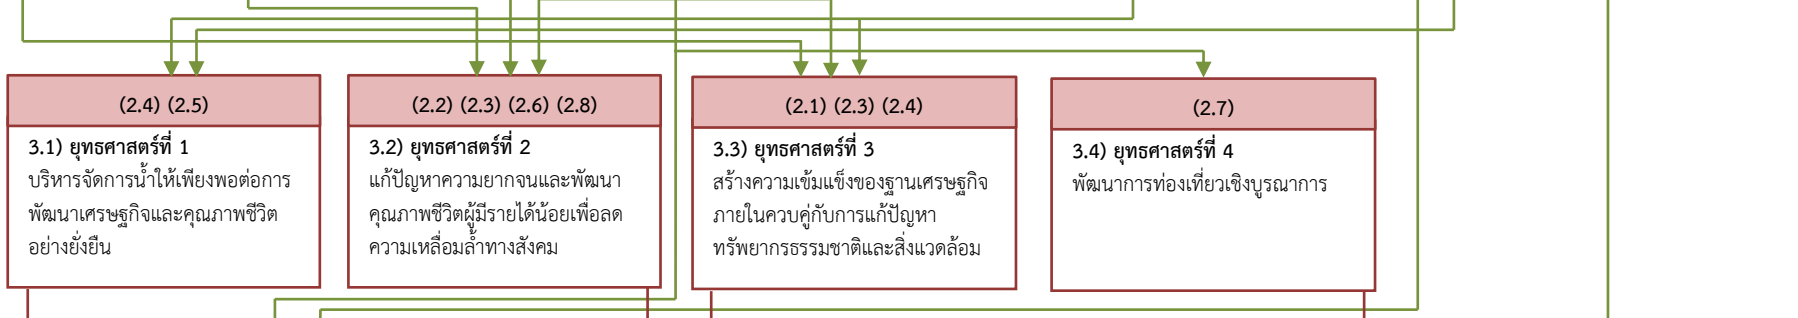 (2.4) (2.5)
3.1) ยุทธศาสตร์ที่ 1
บริหารจัดการน้ำให้เพียงพอต่อการ
พัฒนาเศรษฐกิจและคุณภาพชีวิต
อย่างยั่งยืน
(2.2) (2.3) (2.6) (2.8)
3.2) ยุทธศาสตร์ที่ 2
แก้ปัญหาความยากจนและพัฒนา
คุณภาพชีวิตผู้มีรายได้น้อยเพื่อลด
ความเหลื่อมล้ำทางสังคม
(2.1) (2.3) (2.4)
3.3) ยุทธศาสตร์ที่ 3
สร้างความเข้มแข็งของฐานเศรษฐกิจ
ภายในควบคู่กับการแก้ปัญหา
ทรัพยากรธรรมชาติและสิ่งแวดล้อม
(2.7)
3.4) ยุทธศาสตร์ที่ 4
พัฒนาการท่องเที่ยวเชิงบูรณาการ